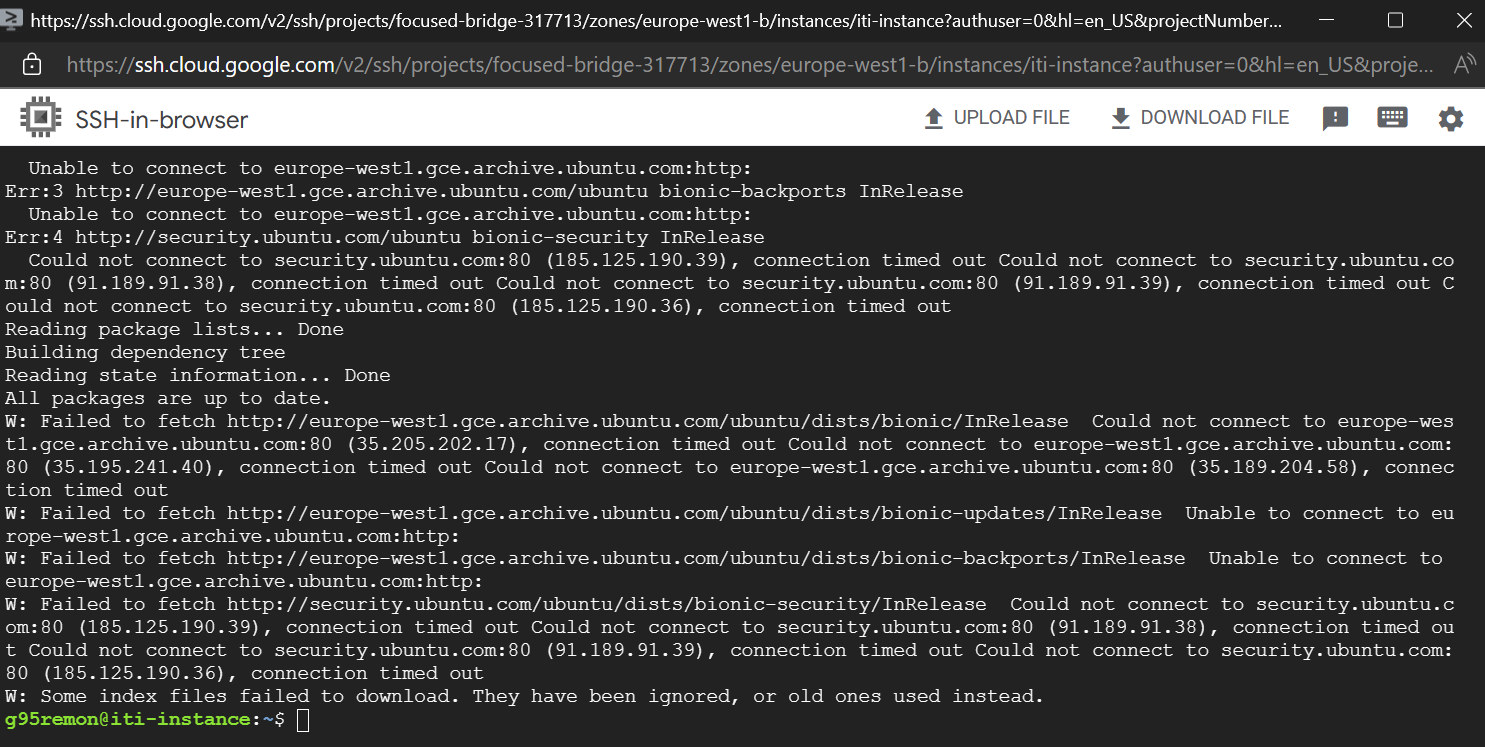 https://ssh.cloud.google.com/v2/ssh/projects/focused-bridge-317713/zones/europe-west1-b/instances/iti-instance?authuser=0&hl=en_US&projectNumber...
https://ssh.cloud.google.com/v2/ssh/projects/focused-bridge-317713/zones/europe-west1-b/instances/iti-instance?authuser=0&hl=en_US&proje...
SSH-in-browser
UPLOAD FILE
DOWNLOAD FILE
  Unable to connect to europe-west1.gce.archive.ubuntu.com:http:
Err:3 http://europe-west1.gce.archive.ubuntu.com/ubuntu bionic-backports InRelease
  Unable to connect to europe-west1.gce.archive.ubuntu.com:http:
Err:4 http://security.ubuntu.com/ubuntu bionic-security InRelease
  Could not connect to security.ubuntu.com:80 (185.125.190.39), connection timed out Could not connect to security.ubuntu.co
m:80 (91.189.91.38), connection timed out Could not connect to security.ubuntu.com:80 (91.189.91.39), connection timed out C
ould not connect to security.ubuntu.com:80 (185.125.190.36), connection timed out
Reading package lists... Done
Building dependency tree
Reading state information... Done
All packages are up to date.
W: Failed to fetch http://europe-west1.gce.archive.ubuntu.com/ubuntu/dists/bionic/InRelease  Could not connect to europe-wes
t1.gce.archive.ubuntu.com:80 (35.205.202.17), connection timed out Could not connect to europe-west1.gce.archive.ubuntu.com:
80 (35.195.241.40), connection timed out Could not connect to europe-west1.gce.archive.ubuntu.com:80 (35.189.204.58), connec
tion timed out
W: Failed to fetch http://europe-west1.gce.archive.ubuntu.com/ubuntu/dists/bionic-updates/InRelease  Unable to connect to eu
rope-west1.gce.archive.ubuntu.com:http:
W: Failed to fetch http://europe-west1.gce.archive.ubuntu.com/ubuntu/dists/bionic-backports/InRelease  Unable to connect to
europe-west1.gce.archive.ubuntu.com:http:
W: Failed to fetch http://security.ubuntu.com/ubuntu/dists/bionic-security/InRelease  Could not connect to security.ubuntu.c
om:80 (185.125.190.39), connection timed out Could not connect to security.ubuntu.com:80 (91.189.91.38), connection timed ou
t Could not connect to security.ubuntu.com:80 (91.189.91.39), connection timed out Could not connect to security.ubuntu.com:
80 (185.125.190.36), connection timed out
W: Some index files failed to download. They have been ignored, or old ones used instead.
g95remon@iti-instance:~$